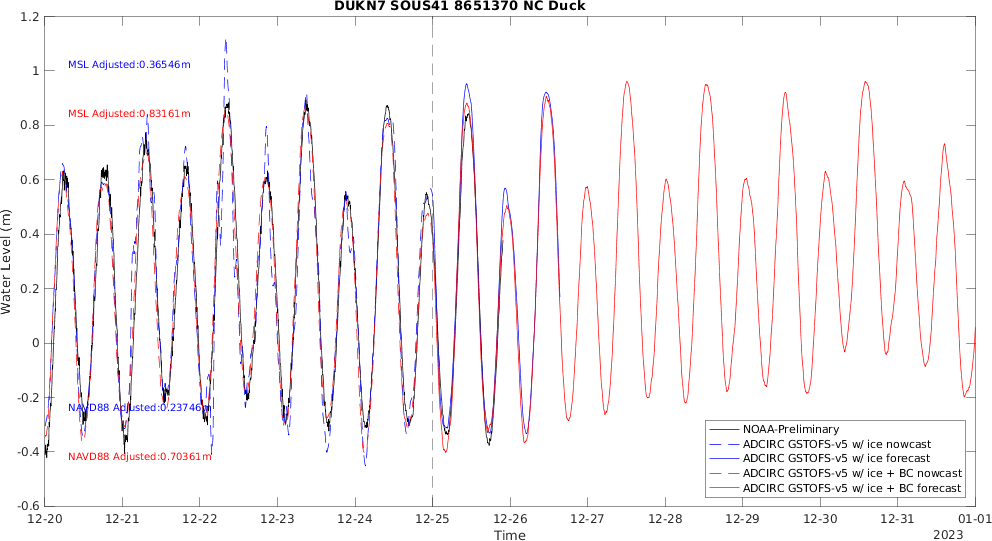 DUKN7 SOUS41 8651370 NC Duck
1.2
1
0.8
0.6
0.4
0.2
0
-0.2
-0.4
-0.6
Water Level (m)
MSL Adjusted:0.36546m
MSL Adjusted:0.83161m
NAVD88 Adjusted:0.23746m
NAVD88 Adjusted:0.70361m
NOAA-Preliminary
ADCIRC GSTOFS-v5 w/ ice nowcast
ADCIRC GSTOFS-v5 w/ ice forecast
ADCIRC GSTOFS-v5 w/ ice + BC nowcast
ADCIRC GSTOFS-v5 w/ ice + BC forecast
12-20 12-21 12-22 12-23 12-24 12-25 12-26 12-27 12-28 12-29 12-30 12-31 01-01
Time 2023